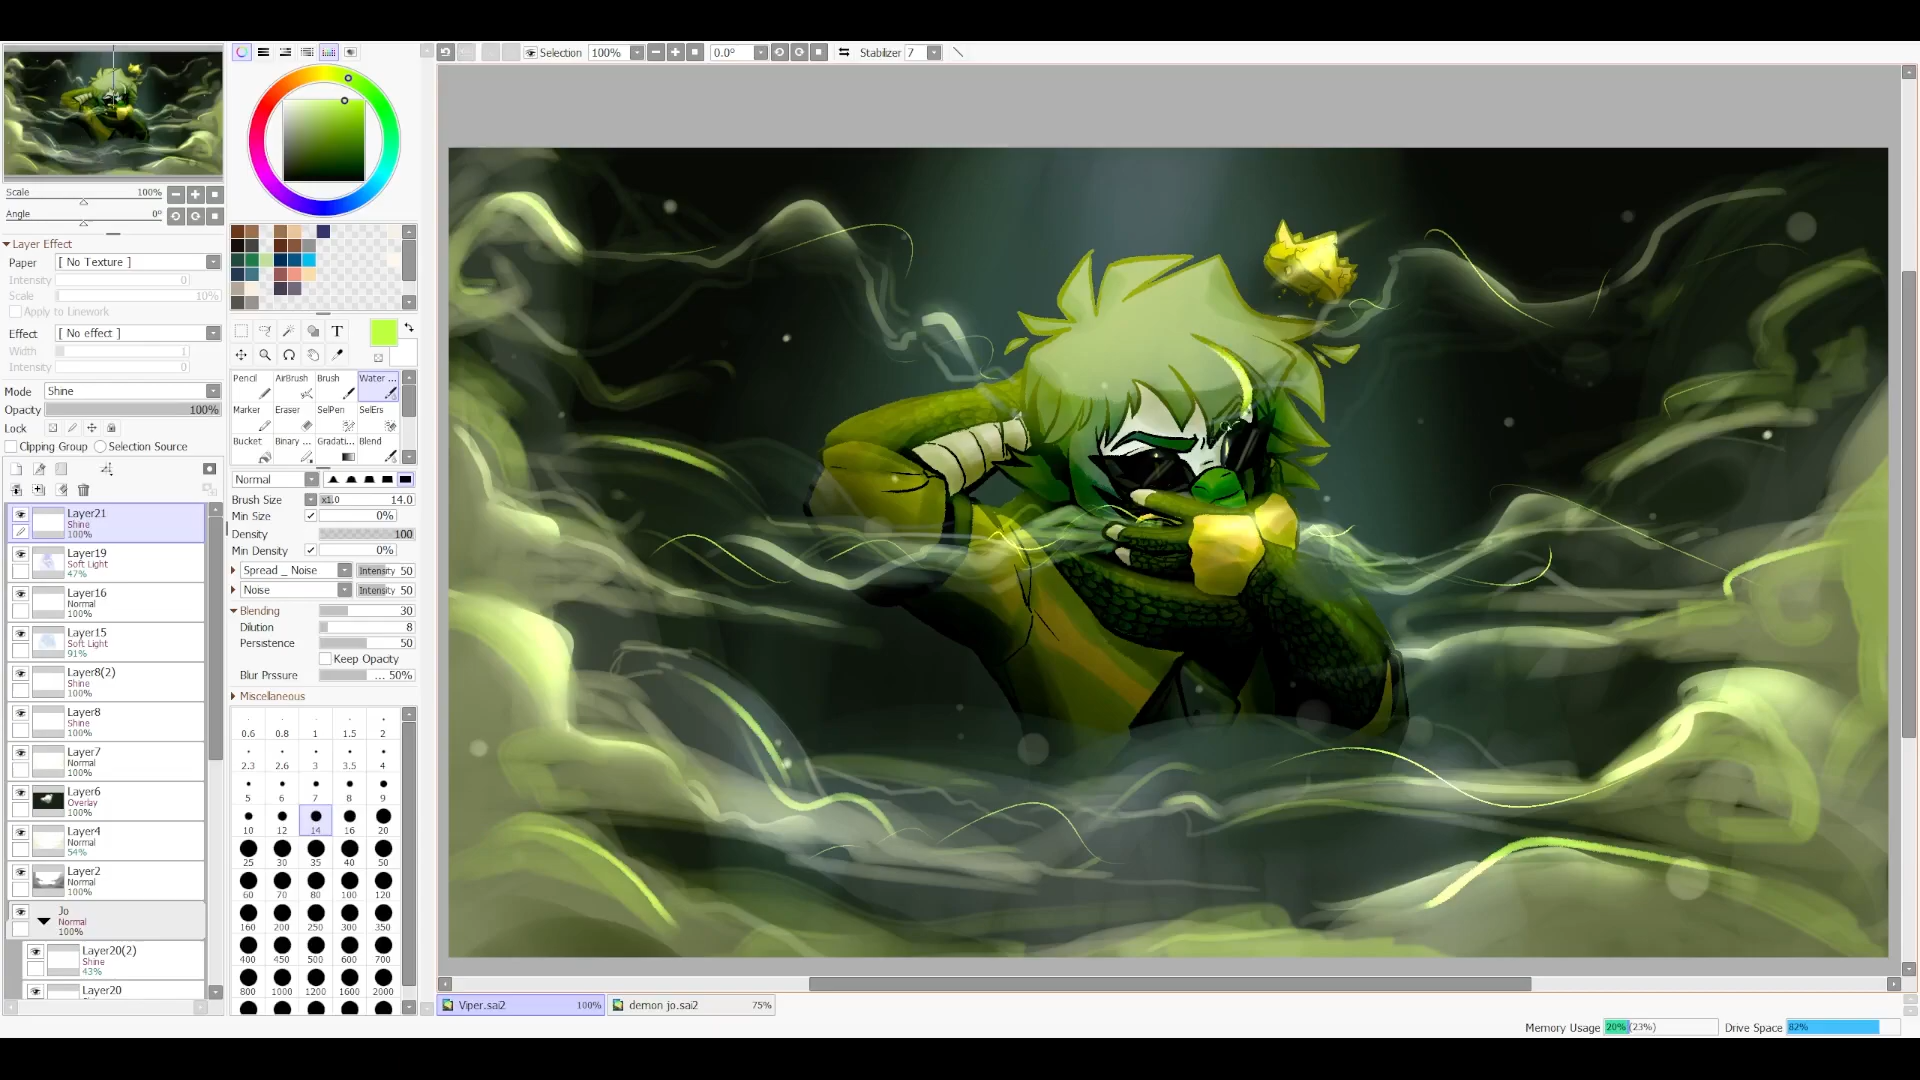 Selection 100% 0.0º Stabilizer 7
Scale 100%
Angle 0º
Layer Effect
Paper [ No Texture ]
Intensity 0
Scale 10%
Apply to Linework
Effect [ No effect ]
Width 1
Intensity 0
Mode Shine
Opacity 100%
Lock
Clipping Group Selection Source
Layer21
Shine
100%
Layer19
Soft Light
47%
Layer16
Normal
100%
Layer15
Soft Light
91%
Layer8(2)
Shine
100%
Layer8
Shine
100%
Layer7
Normal
100%
Layer6
Overlay
100%
Layer4
Normal
54%
Layer2
Normal
100%
Jo
Normal
100%
Layer20(2)
Shine
43%
Layer20
T
Pencil AirBrush Brush Water ...
Marker Eraser SelPen SelErs
Bucket Binary ... Gradati... Blend
Normal
Brush Size x1.0 14.0
Min Size 0%
Density 100
Min Density 0%
Spread _ Noise Intensity 50
Noise Intensity 50
Blending 30
Dilution 8
Persistence 50
Keep Opacity
Blur Prssure ... 50%
Miscellaneous
0.6 0.8 1 1.5 2
2.3 2.6 3 3.5 4
5 6 7 8 9
10 12 14 16 20
25 30 35 40 50
60 70 80 100 120
160 200 250 300 350
400 450 500 600 700
800 1000 1200 1600 2000
Viper.sai2 100% demon jo.sai2 75%
Memory Usage 20% (23%) Drive Space 82%